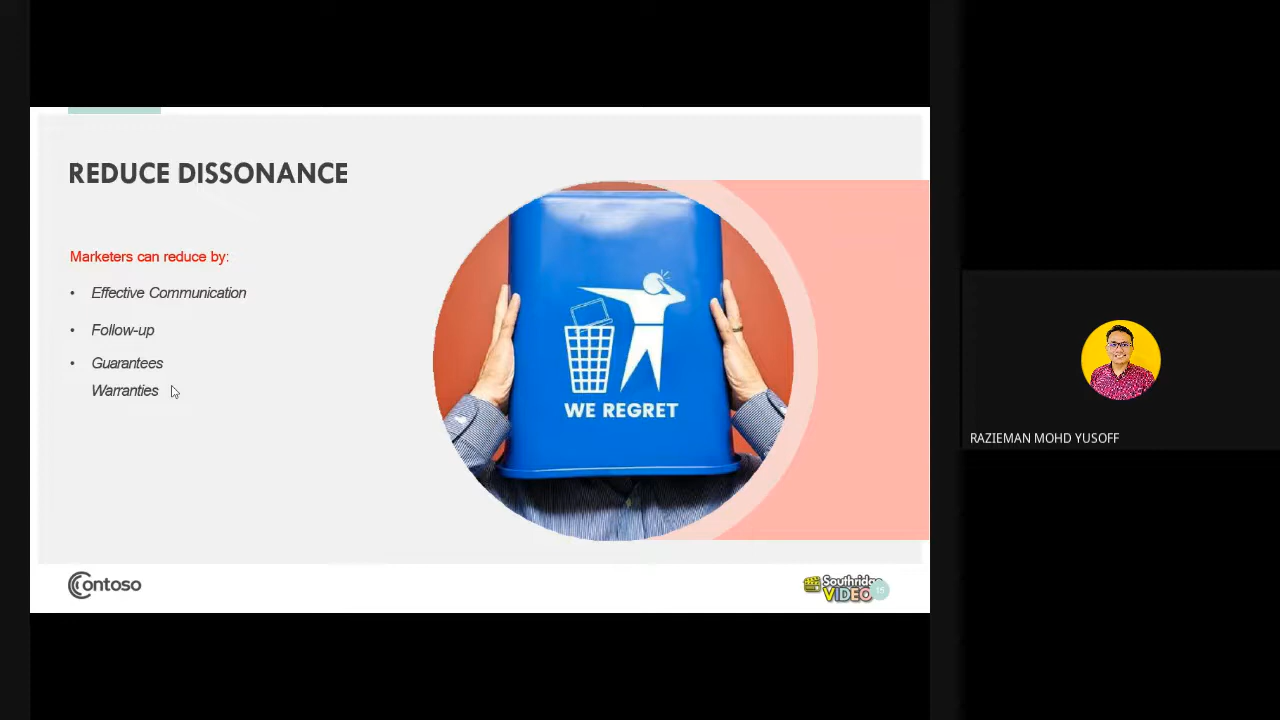 REDUCE DISSONANCE
Marketers can reduce by:
• Effective Communication
• Follow-up
• Guarantees
Warranties
WE REGRET
Contoso
Southridge
VIDEO
15
RAZIEMAN MOHD YUSOFF